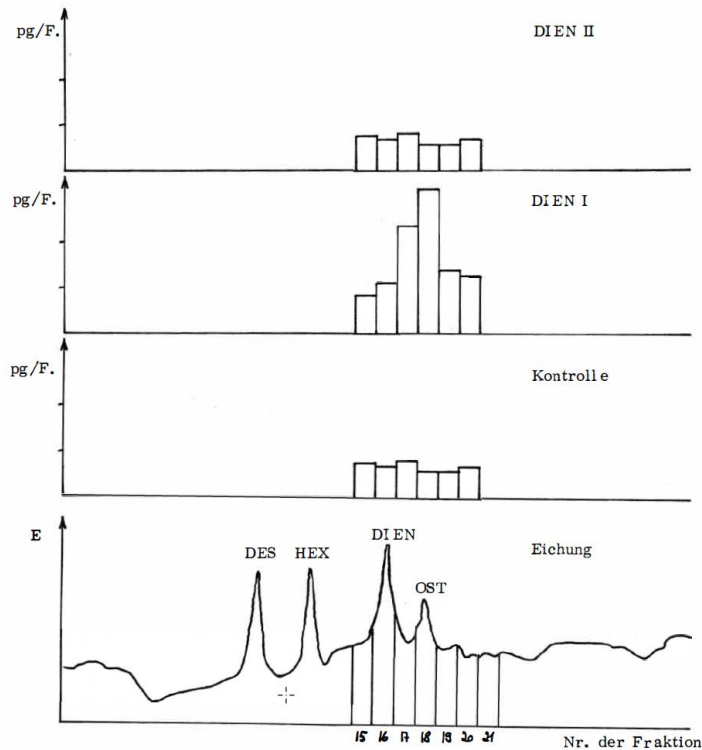 pg/F.
DIEN II
pg/F.
DIEN I
pg/F.
Kontrolle
E
DES HEX DIEN OST
Eichung
15 16 17 18 19 20 21
Nr. der Fraktion